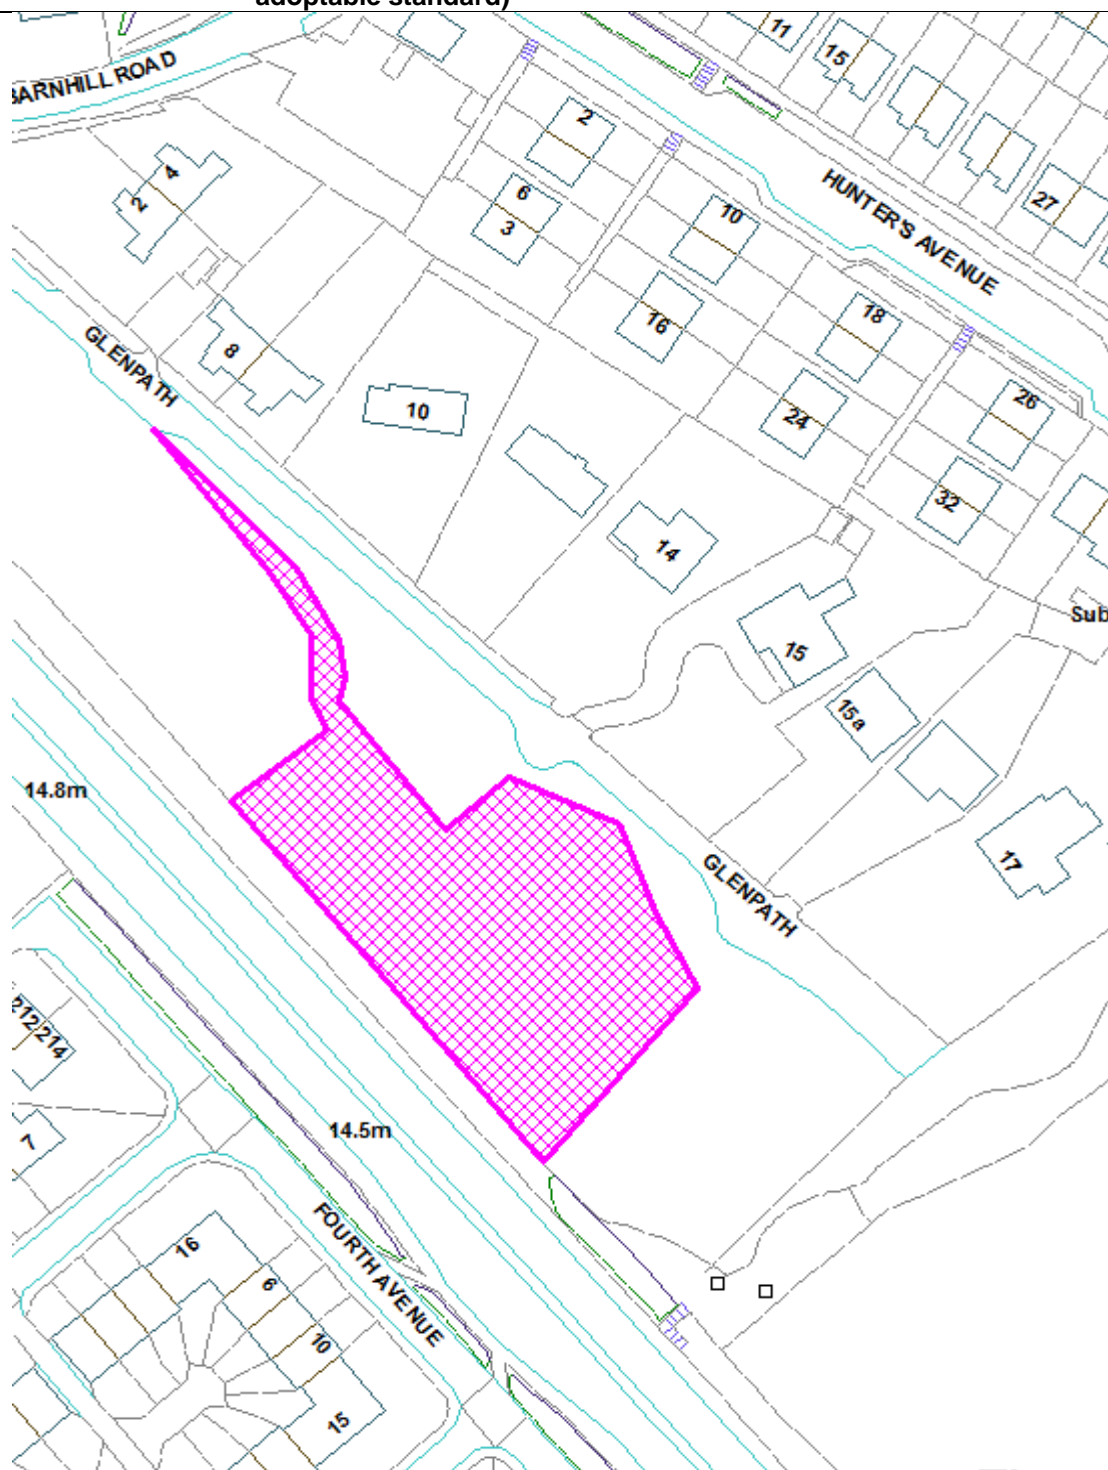 adoptable standard)
11
15
BARNHILL ROAD
2
4
2
6
3
10
HUNTER'S AVENUE
27
16
18
GLENPATH
8
10
24
26
32
14
Sub
15
15a
14.8m
17
GLENPATH
212
214
7
14.5m
FOURTH AVENUE
16
6
10
15